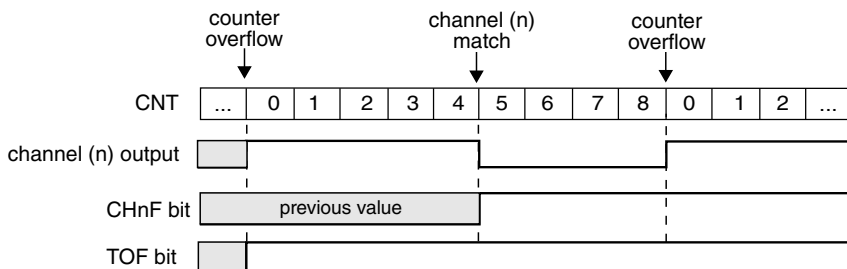 counter overflow
channel (n) match
counter overflow
CNT ... 0 1 2 3 4 5 6 7 8 0 1 2 ...
channel (n) output
CHnF bit previous value
TOF bit